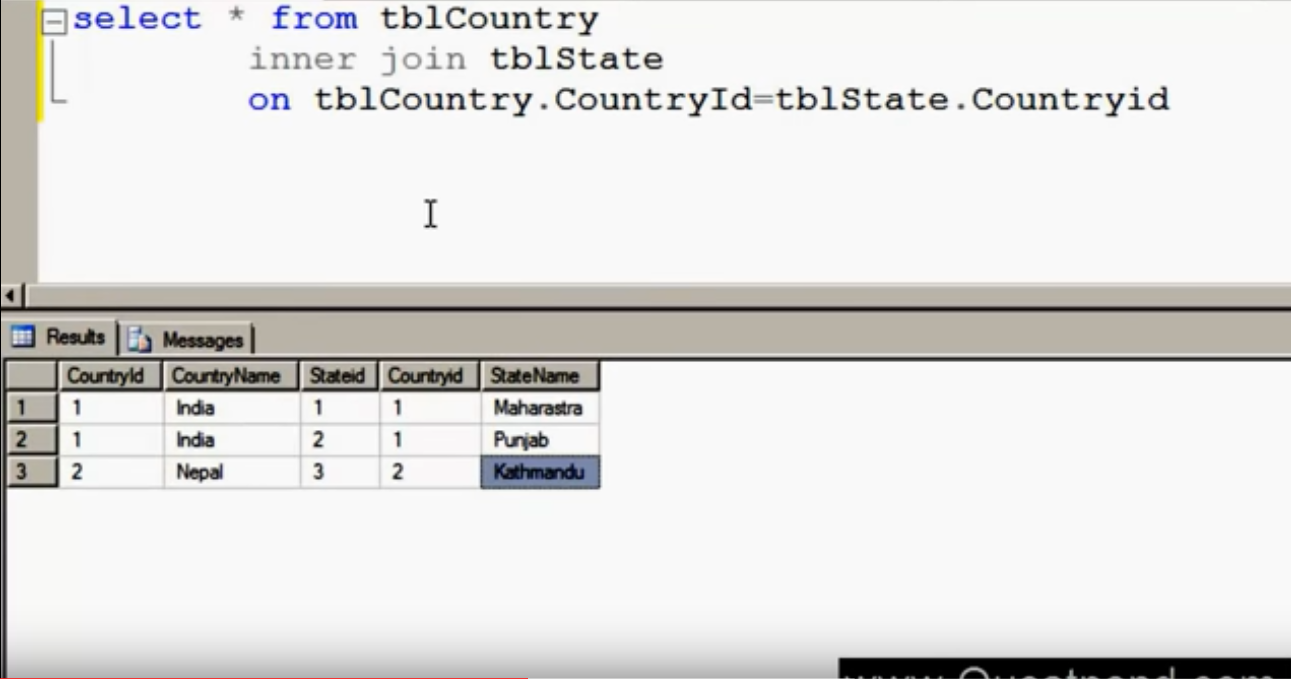 select * from tblCountry
inner join tblState
on tblCountry.CountryId=tblState.Countryid
Results Messages
CountryId CountryName Stateid Countryid StateName
1 1 India 1 1 Maharastra
2 1 India 2 1 Punjab
3 2 Nepal 3 2 Kathmandu